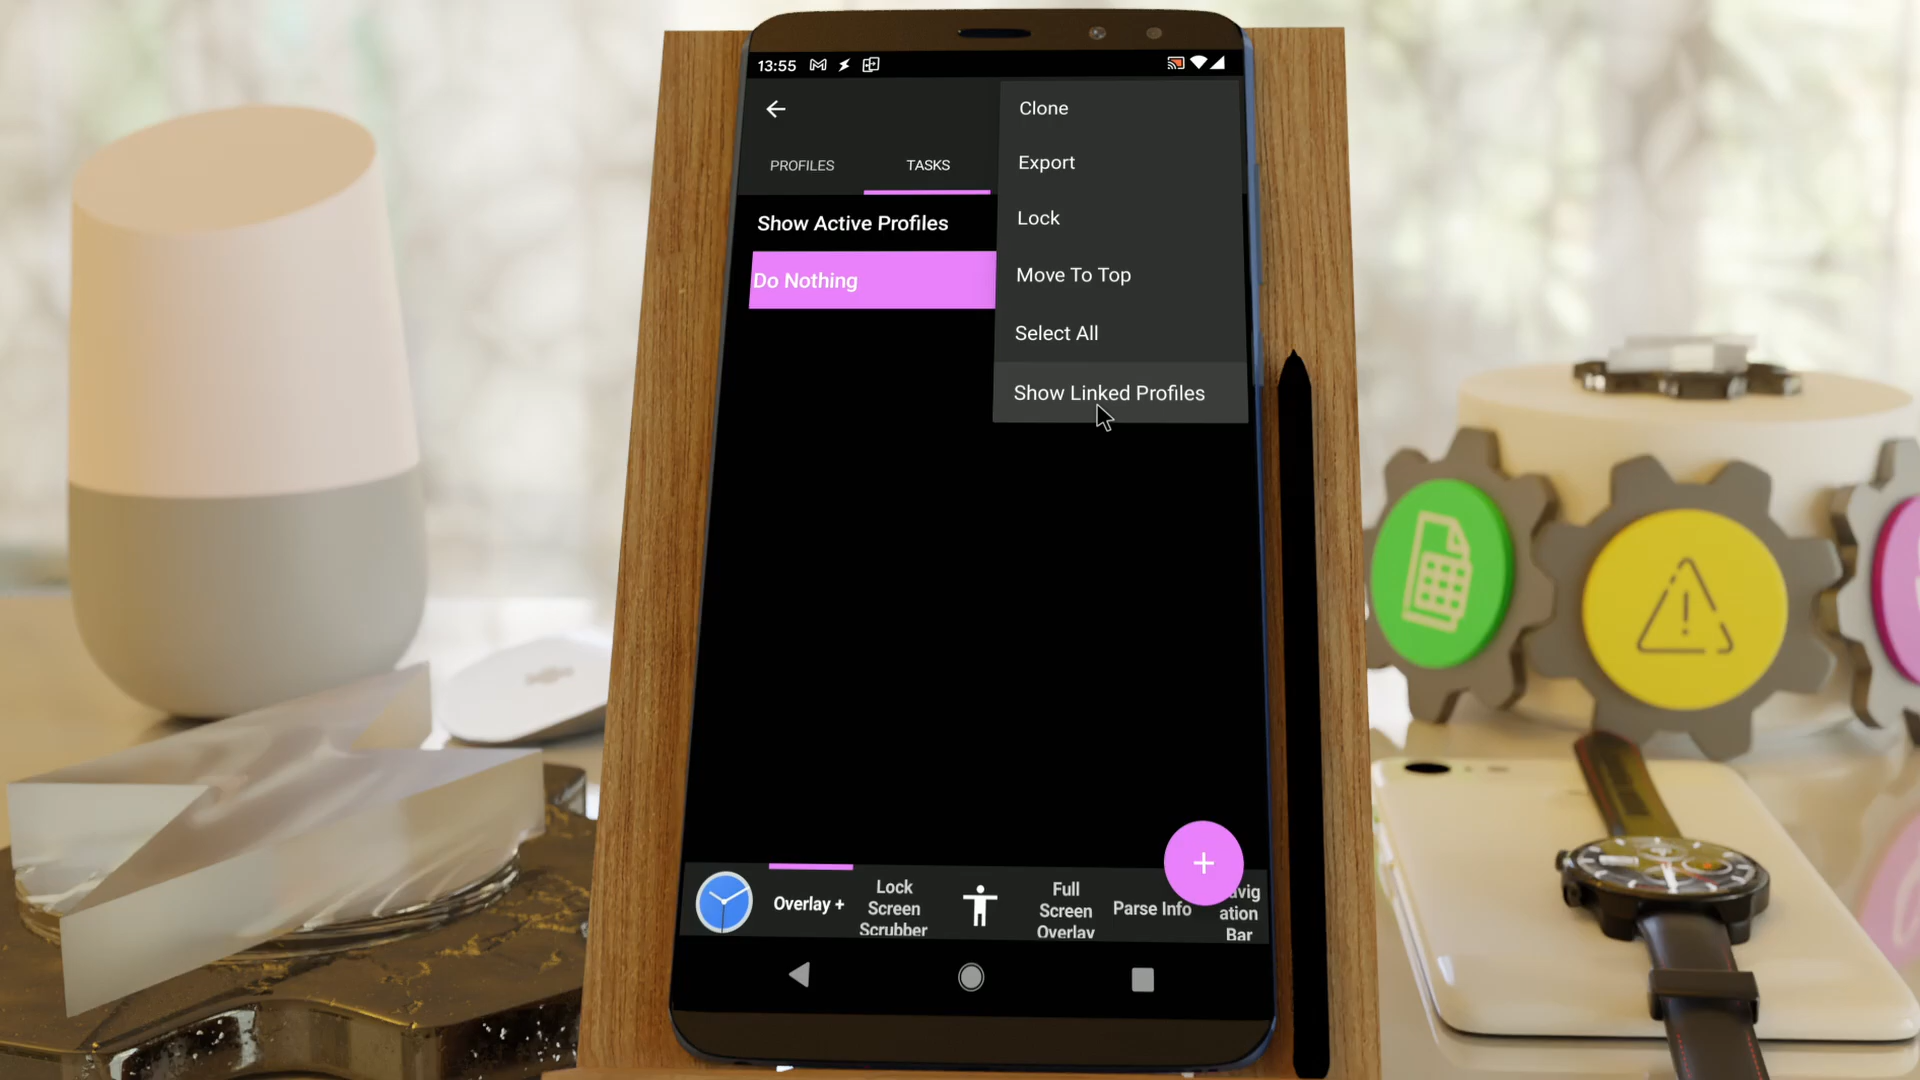 13:55
Clone
Export
Lock
Move To Top
Select All
Show Linked Profiles
PROFILES
TASKS
Show Active Profiles
Do Nothing
Overlay +
Lock
Screen
Scrubber
Full
Screen
Overlay
Parse Info
avig
ation
Bar